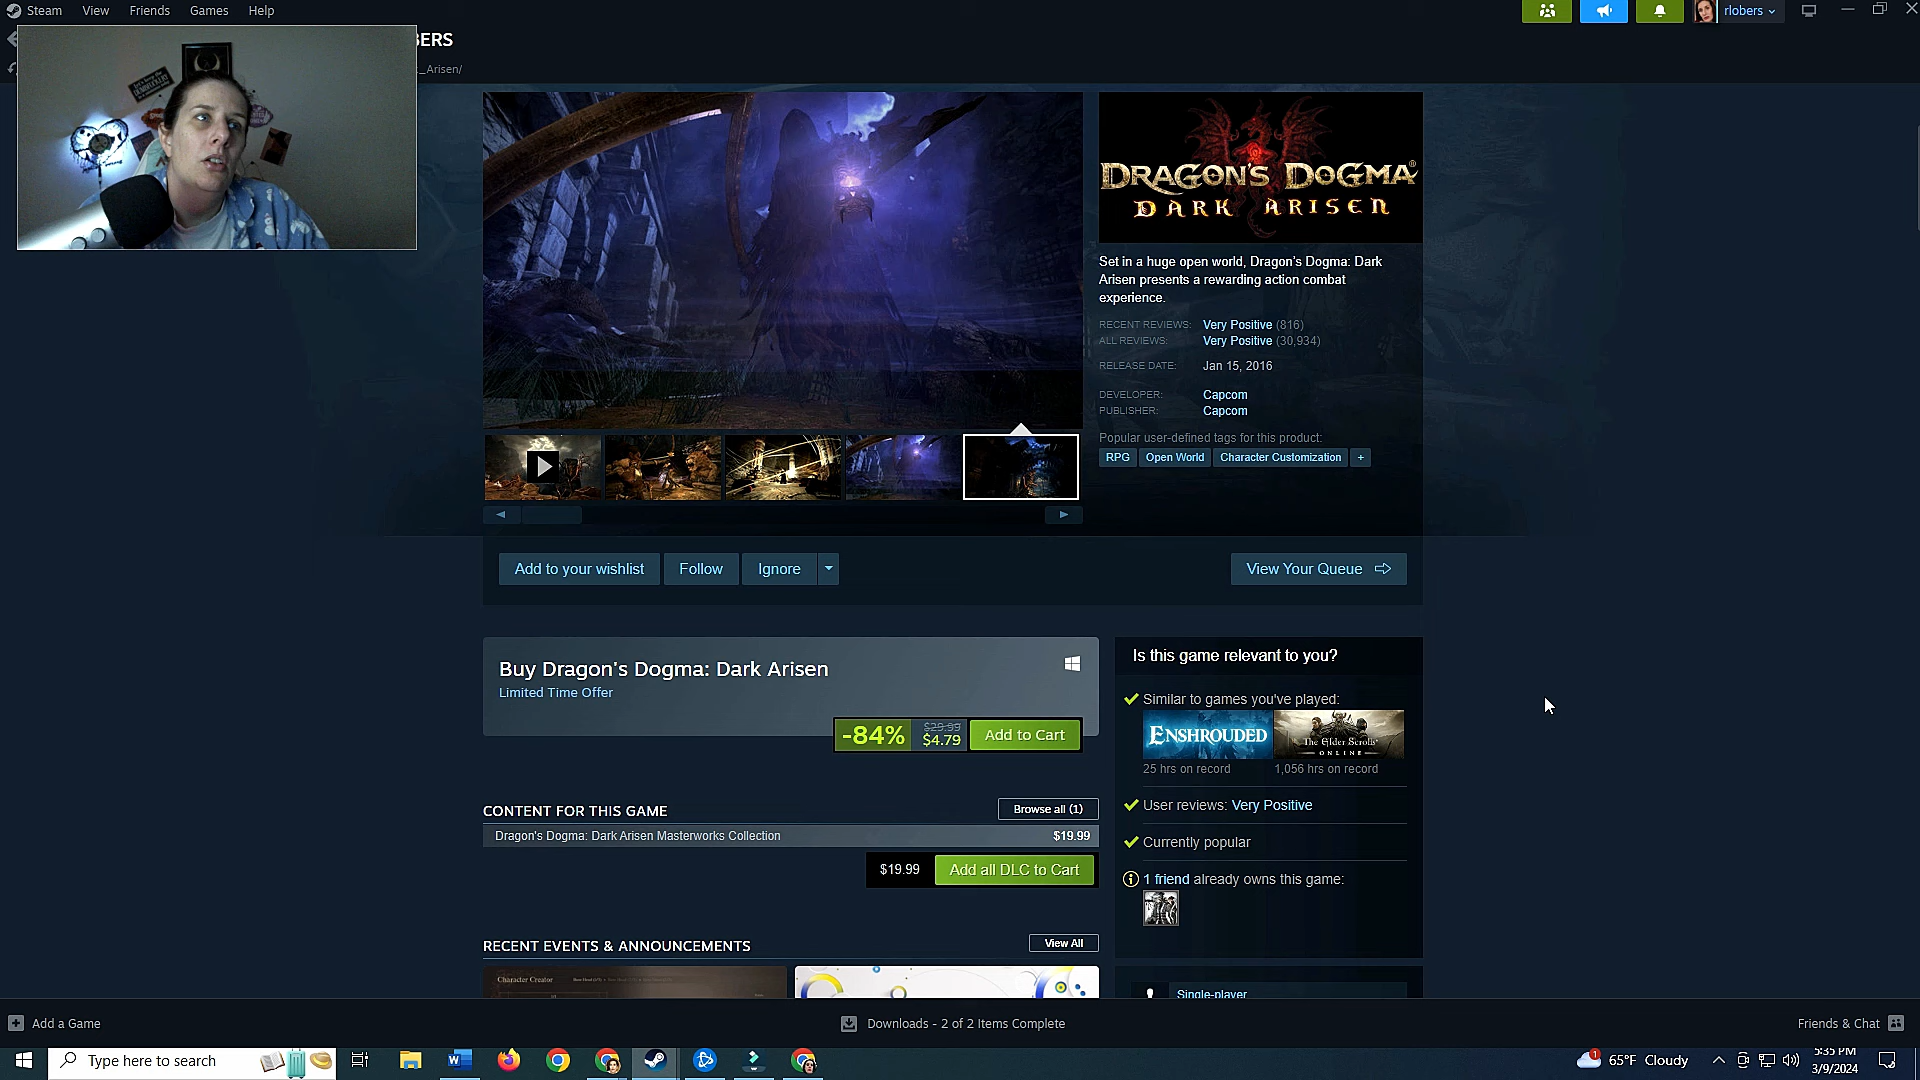 Steam View Friends Games Help
rlobers
BERS
_Arisen/
DRAGON'S DOGMA®
DARK ARISEN
Set in a huge open world, Dragon's Dogma: Dark
Arisen presents a rewarding action combat
experience.
RECENT REVIEWS: Very Positive (816)
ALL REVIEWS: Very Positive (30,934)
RELEASE DATE: Jan 15, 2016
DEVELOPER: Capcom
PUBLISHER: Capcom
Popular user-defined tags for this product:
RPG Open World Character Customization +
Add to your wishlist Follow Ignore View Your Queue
Buy Dragon's Dogma: Dark Arisen
Limited Time Offer
-84% $29.99 $4.79 Add to Cart
Is this game relevant to you?
Similar to games you've played:
ENSHROUDED
The Elder Scrolls
ONLINE
25 hrs on record 1,056 hrs on record
User reviews: Very Positive
Currently popular
1 friend already owns this game:
CONTENT FOR THIS GAME Browse all (1)
Dragon's Dogma: Dark Arisen Masterworks Collection $19.99
$19.99 Add all DLC to Cart
RECENT EVENTS & ANNOUNCEMENTS View All
Character Creator
Single-player
Add a Game Downloads - 2 of 2 Items Complete Friends & Chat
Type here to search
1
65°F Cloudy
5:35 PM
3/9/2024